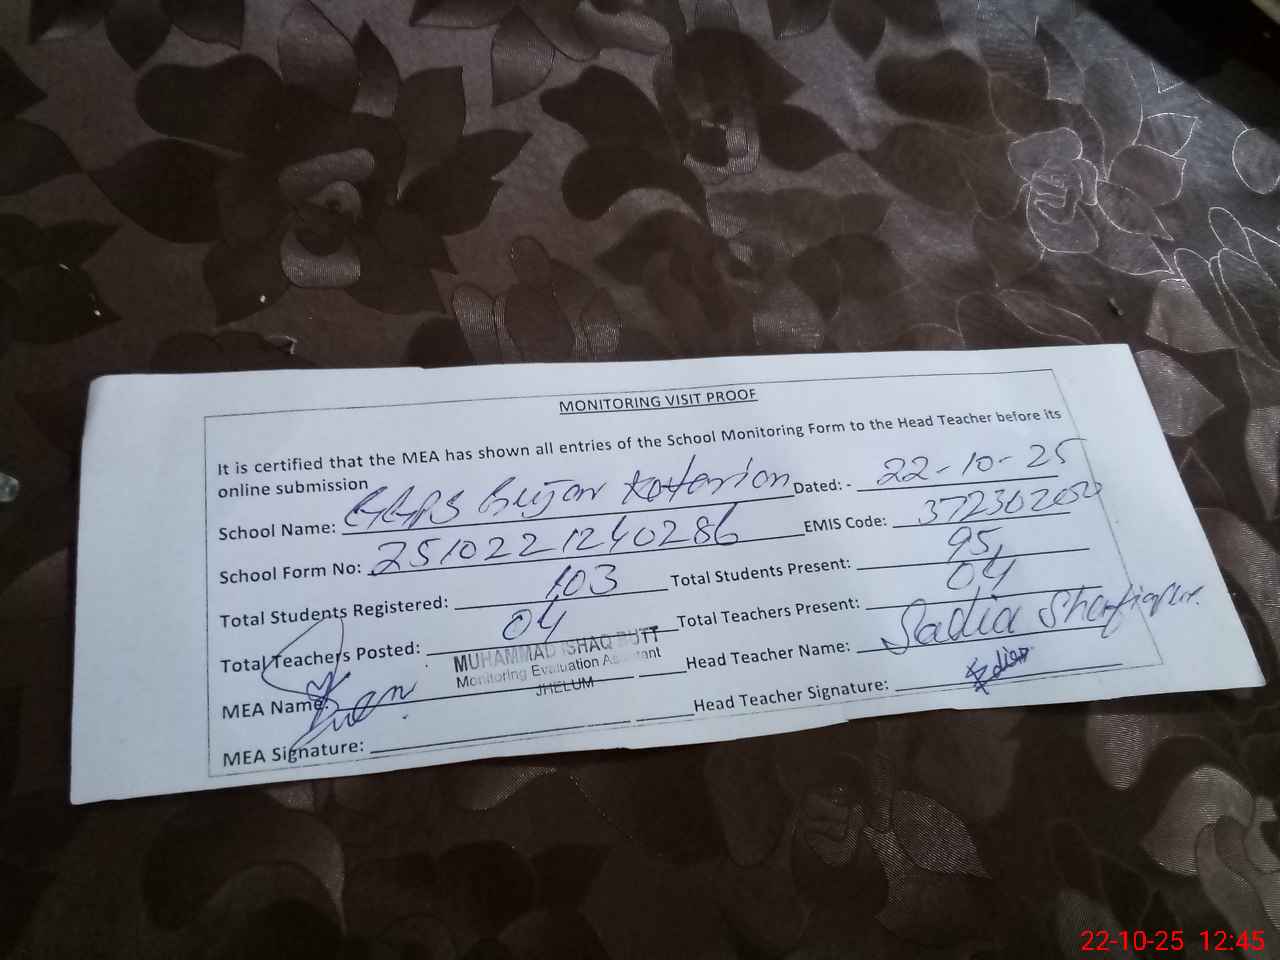 MONITORING VISIT PROOF
It is certified that the MEA has shown all entries of the School Monitoring Form to the Head Teacher before its
online submission
School Name: GGPS Gujar Katarian Dated: - 22-10-25
School Form No: 2510221240286 EMIS Code:
Total Students Registered: 103 Total Students Present: 95
Total Teachers Posted: 04 Total Teachers Present: 04
MUHAMMAD ISHAQ BUTT
Monitoring Evaluation Assistant
JHELUM
MEA Name: Head Teacher Name: Sadia
MEA Signature: Head Teacher Signature:
22-10-25 12:45